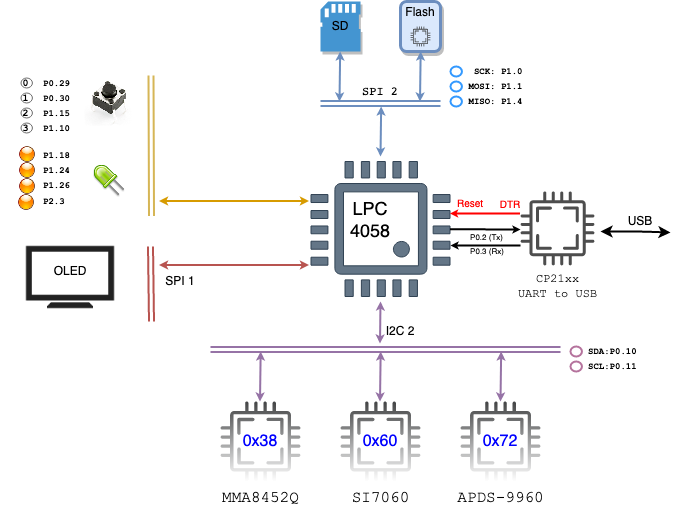 SD
Flash
SPI 2
SCK: P1.0
MOSI: P1.1
MISO: P1.4
0 P0.29
1 P0.30
2 P1.15
3 P1.10
P1.18
P1.24
P1.26
P2.3
LPC
4058
Reset DTR
P0.2 (Tx)
P0.3 (Rx)
USB
CP21xx
UART to USB
OLED
SPI 1
I2C 2
SDA:P0.10
SCL:P0.11
0x38
0x60
0x72
MMA8452Q
SI7060
APDS-9960